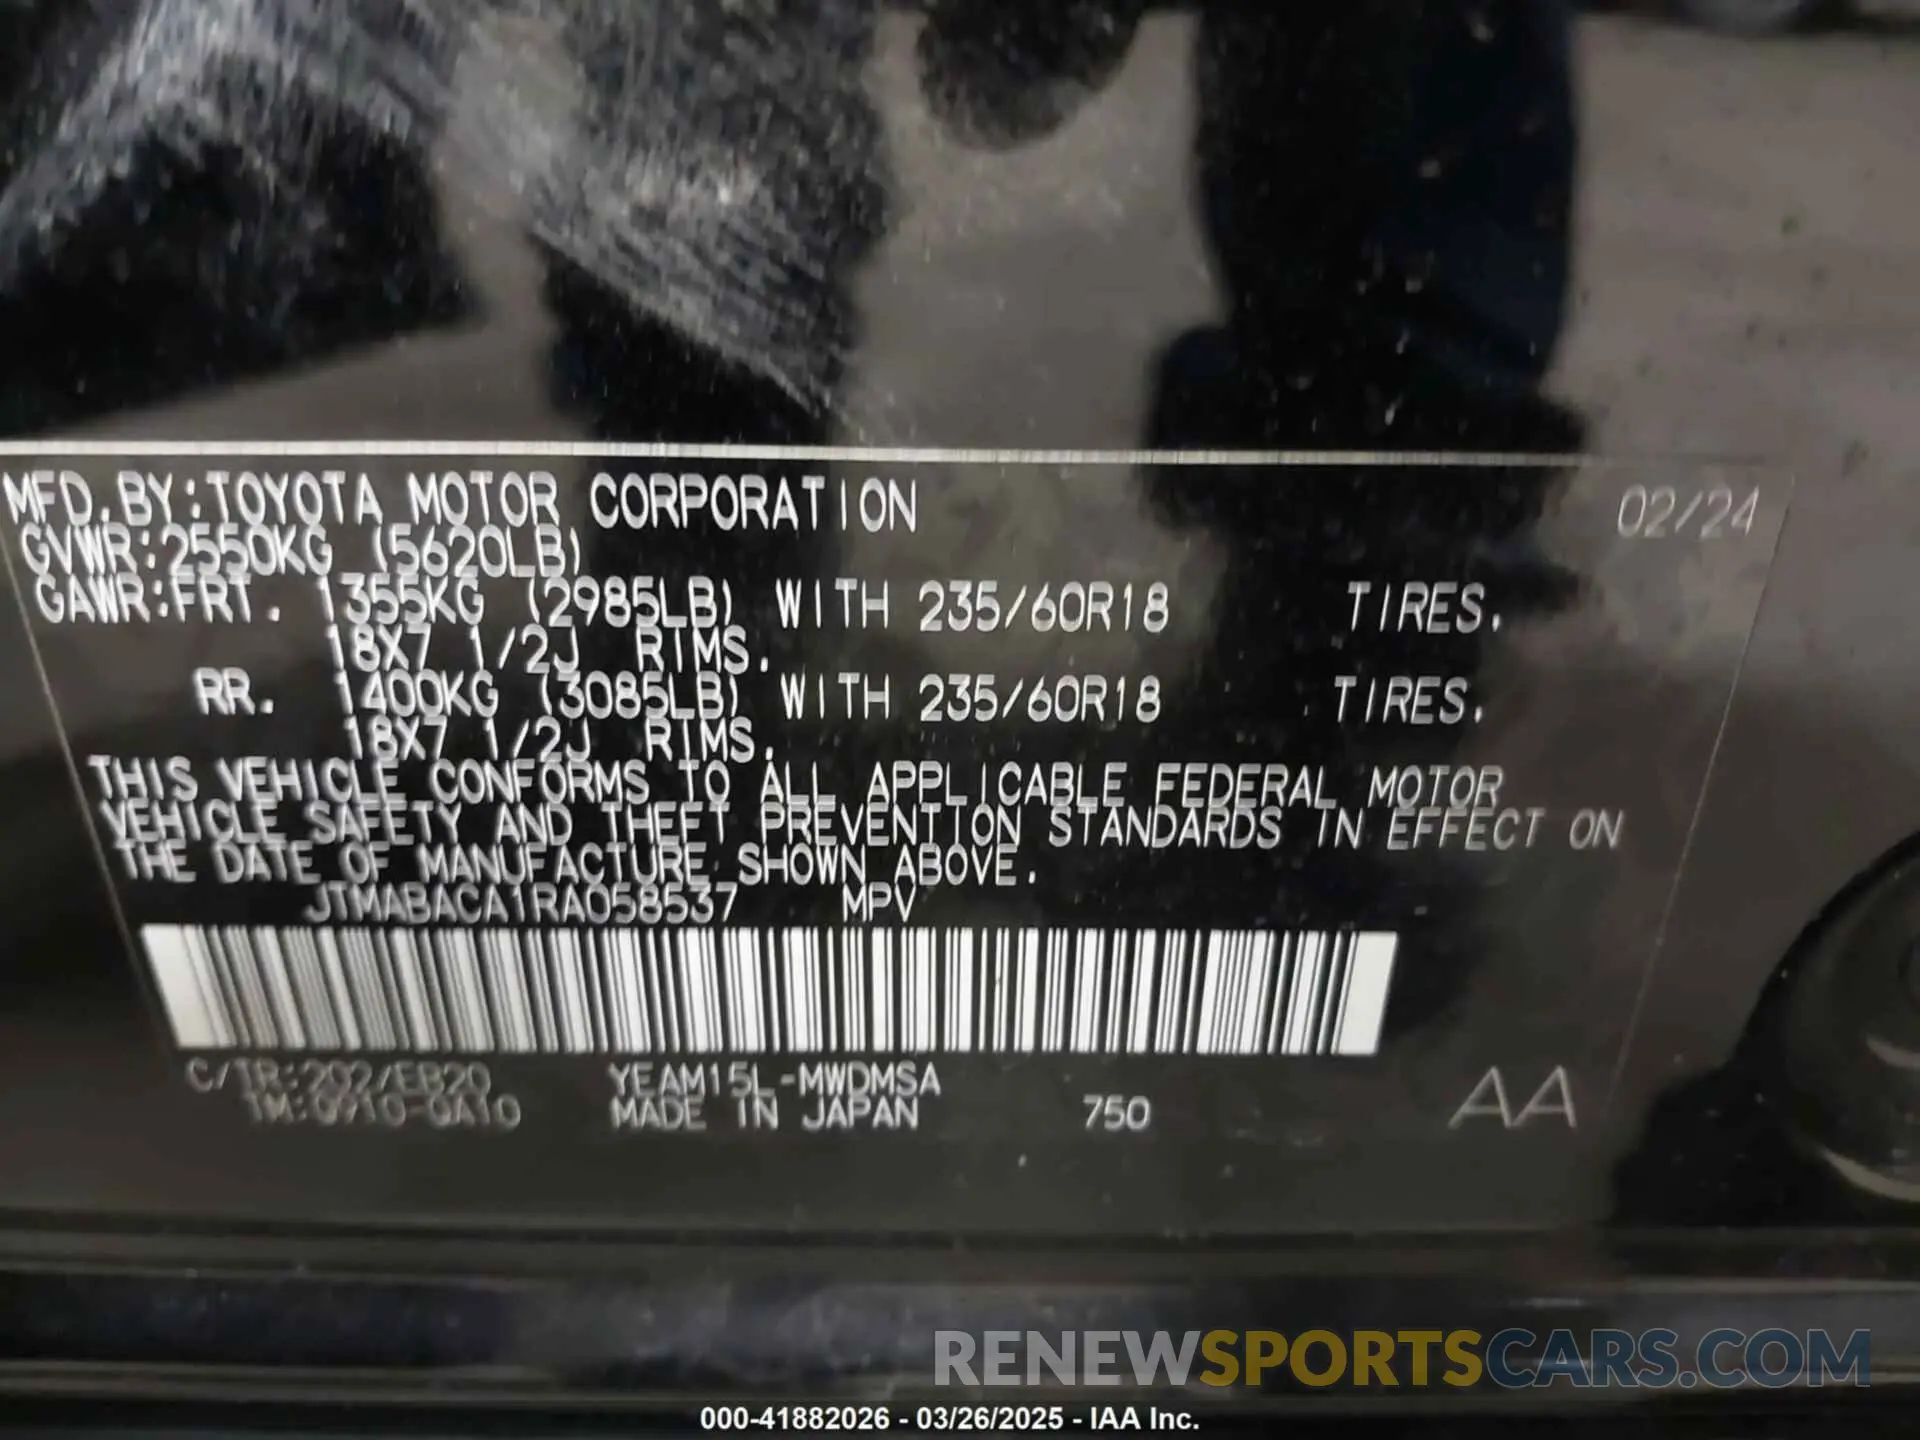 MFD.BY:TOYOTA MOTOR CORPORATION 02/24
GVWR:2550KG (5620LB)
GAWR:FRT. 1355KG (2985LB) WITH 235/60R18 TIRES.
18X7 1/2J RIMS.
RR. 1400KG (3085LB) WITH 235/60R18 TIRES.
18X7 1/2J RIMS.
THIS VEHICLE CONFORMS TO ALL APPLICABLE FEDERAL MOTOR
VEHICLE SAFETY AND THEFT PREVENTION STANDARDS IN EFFECT ON
THE DATE OF MANUFACTURE SHOWN ABOVE.
JTMABACA1RA058537 MPV
C/TR:202/EB20 YEAM15L-MWDMSA AA
TM:Q910-QA10 MADE IN JAPAN 750
RENEWSPORTSCARS.COM
000-41882026 - 03/26/2025 - IAA Inc.